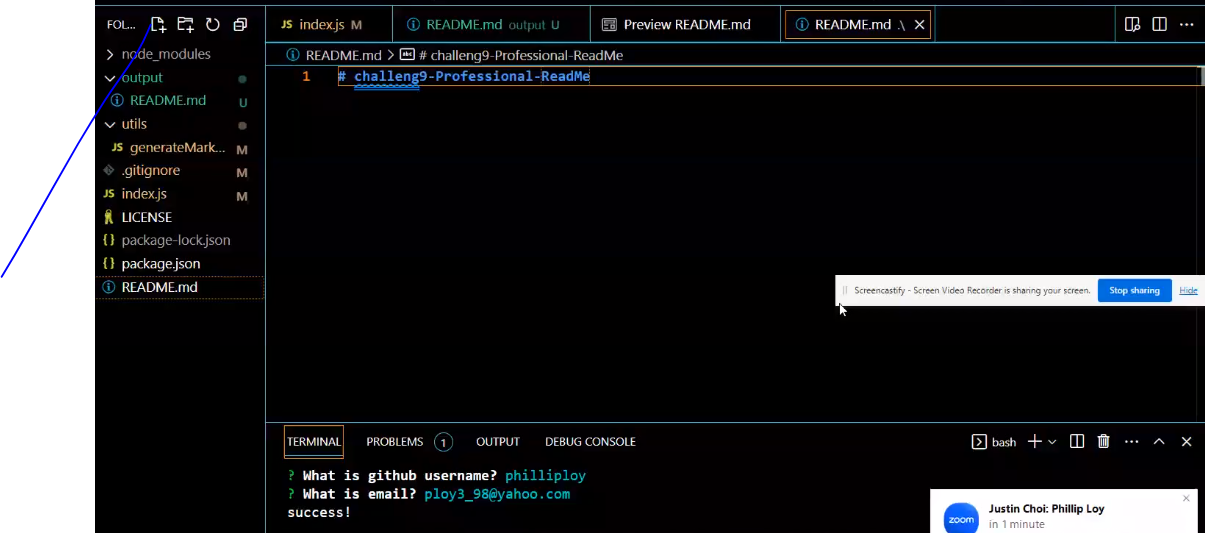 FOL...
node_modules
output
README.md U
utils
JS generateMark... M
.gitignore M
JS index.js M
LICENSE
{} package-lock.json
{} package.json
README.md
JS index.js M
README.md output U
Preview README.md
README.md .\
README.md > # challeng9-Professional-ReadMe
1 # challeng9-Professional-ReadMe
Screencastify - Screen Video Recorder is sharing your screen. Stop sharing Hide
TERMINAL PROBLEMS 1 OUTPUT DEBUG CONSOLE bash
? What is github username? philliploy
? What is email? ploy3_98@yahoo.com
success!
zoom
Justin Choi: Phillip Loy
in 1 minute